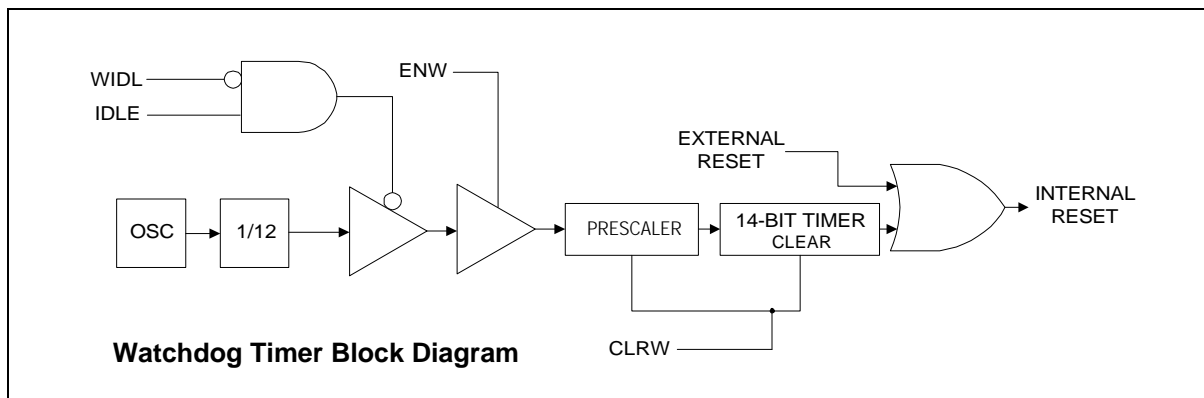 WIDL
IDLE
ENW
EXTERNAL
RESET
INTERNAL
RESET
OSC
1/12
PRESCALER
14-BIT TIMER
CLEAR
CLRW
Watchdog Timer Block Diagram